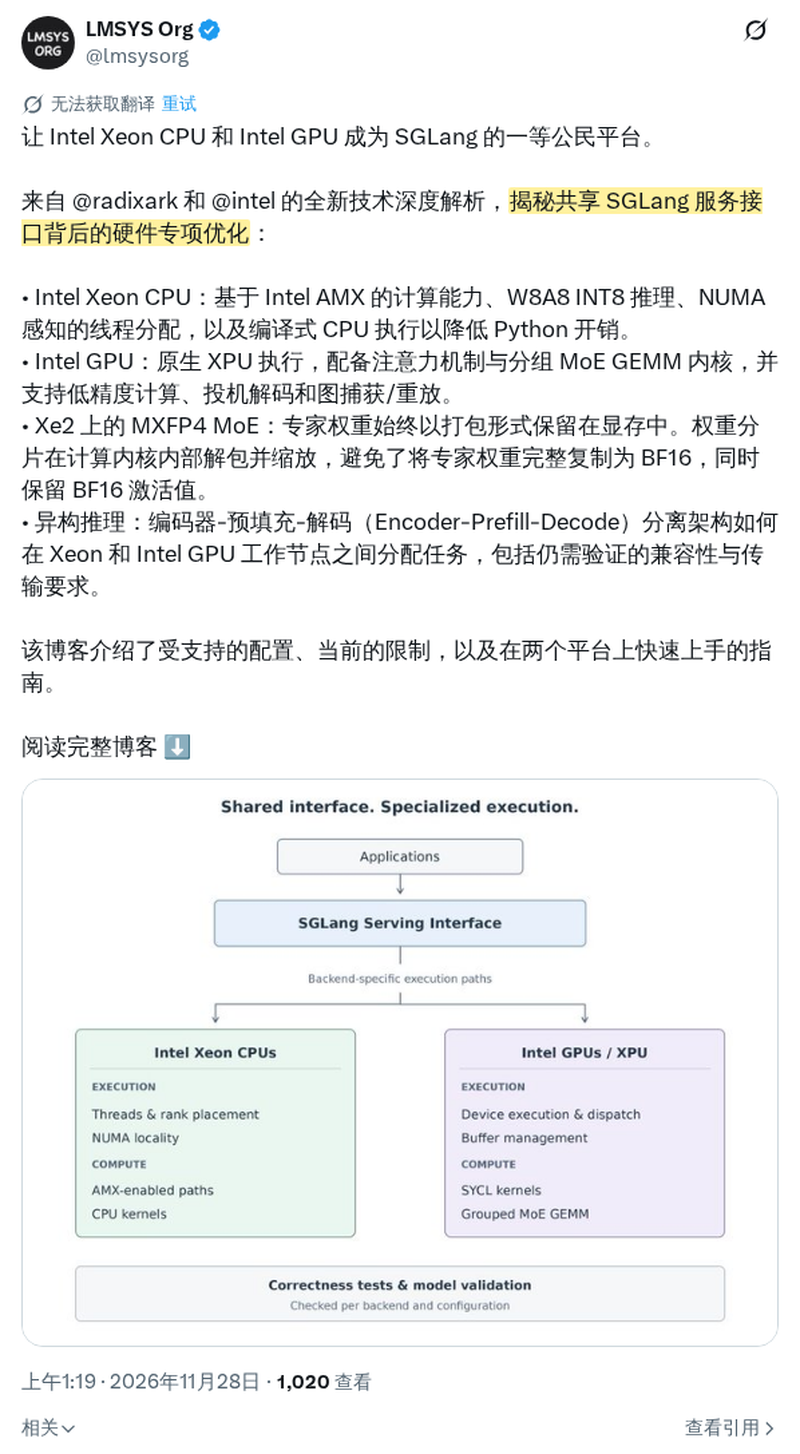 LMSYS Org
@lmsysorg
LMSYS
ORG
无法获取翻译 重试
让 Intel Xeon CPU 和 Intel GPU 成为 SGLang 的一等公民平台。
来自 @radixark 和 @intel 的全新技术深度解析，揭秘共享 SGLang 服务接
口背后的硬件专项优化：
• Intel Xeon CPU：基于 Intel AMX 的计算能力、W8A8 INT8 推理、NUMA
感知的线程分配，以及编译式 CPU 执行以降低 Python 开销。
• Intel GPU：原生 XPU 执行，配备注意力机制与分组 MoE GEMM 内核，并
支持低精度计算、投机解码和图捕获/重放。
• Xe2 上的 MXFP4 MoE：专家权重始终以打包形式保留在显存中。权重分
片在计算内核内部解包并缩放，避免了将专家权重完整复制为 BF16，同时
保留 BF16 激活值。
• 异构推理：编码器-预填充-解码（Encoder-Prefill-Decode）分离架构如何
在 Xeon 和 Intel GPU 工作节点之间分配任务，包括仍需验证的兼容性与传
输要求。
该博客介绍了受支持的配置、当前的限制，以及在两个平台上快速上手的指
南。
阅读完整博客 ⬇️
Shared interface. Specialized execution.
Applications
SGLang Serving Interface
Backend-specific execution paths
Intel Xeon CPUs
EXECUTION
Threads & rank placement
NUMA locality
COMPUTE
AMX-enabled paths
CPU kernels
Intel GPUs / XPU
EXECUTION
Device execution & dispatch
Buffer management
COMPUTE
SYCL kernels
Grouped MoE GEMM
Correctness tests & model validation
Checked per backend and configuration
上午1:19 · 2026年11月28日 · 1,020 查看
相关
查看引用